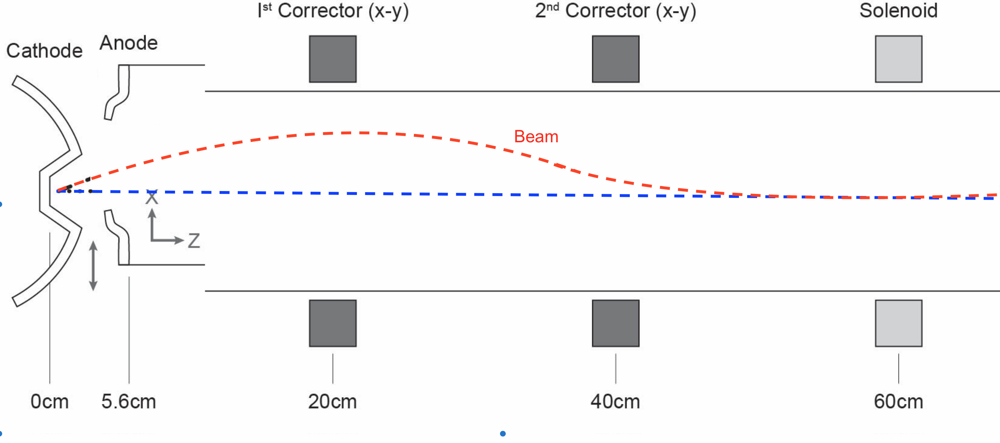 Iˢᵗ Corrector (x-y)
2ⁿᵈ Corrector (x-y)
Solenoid
Cathode
Anode
Beam
X
Z
0cm
5.6cm
20cm
40cm
60cm